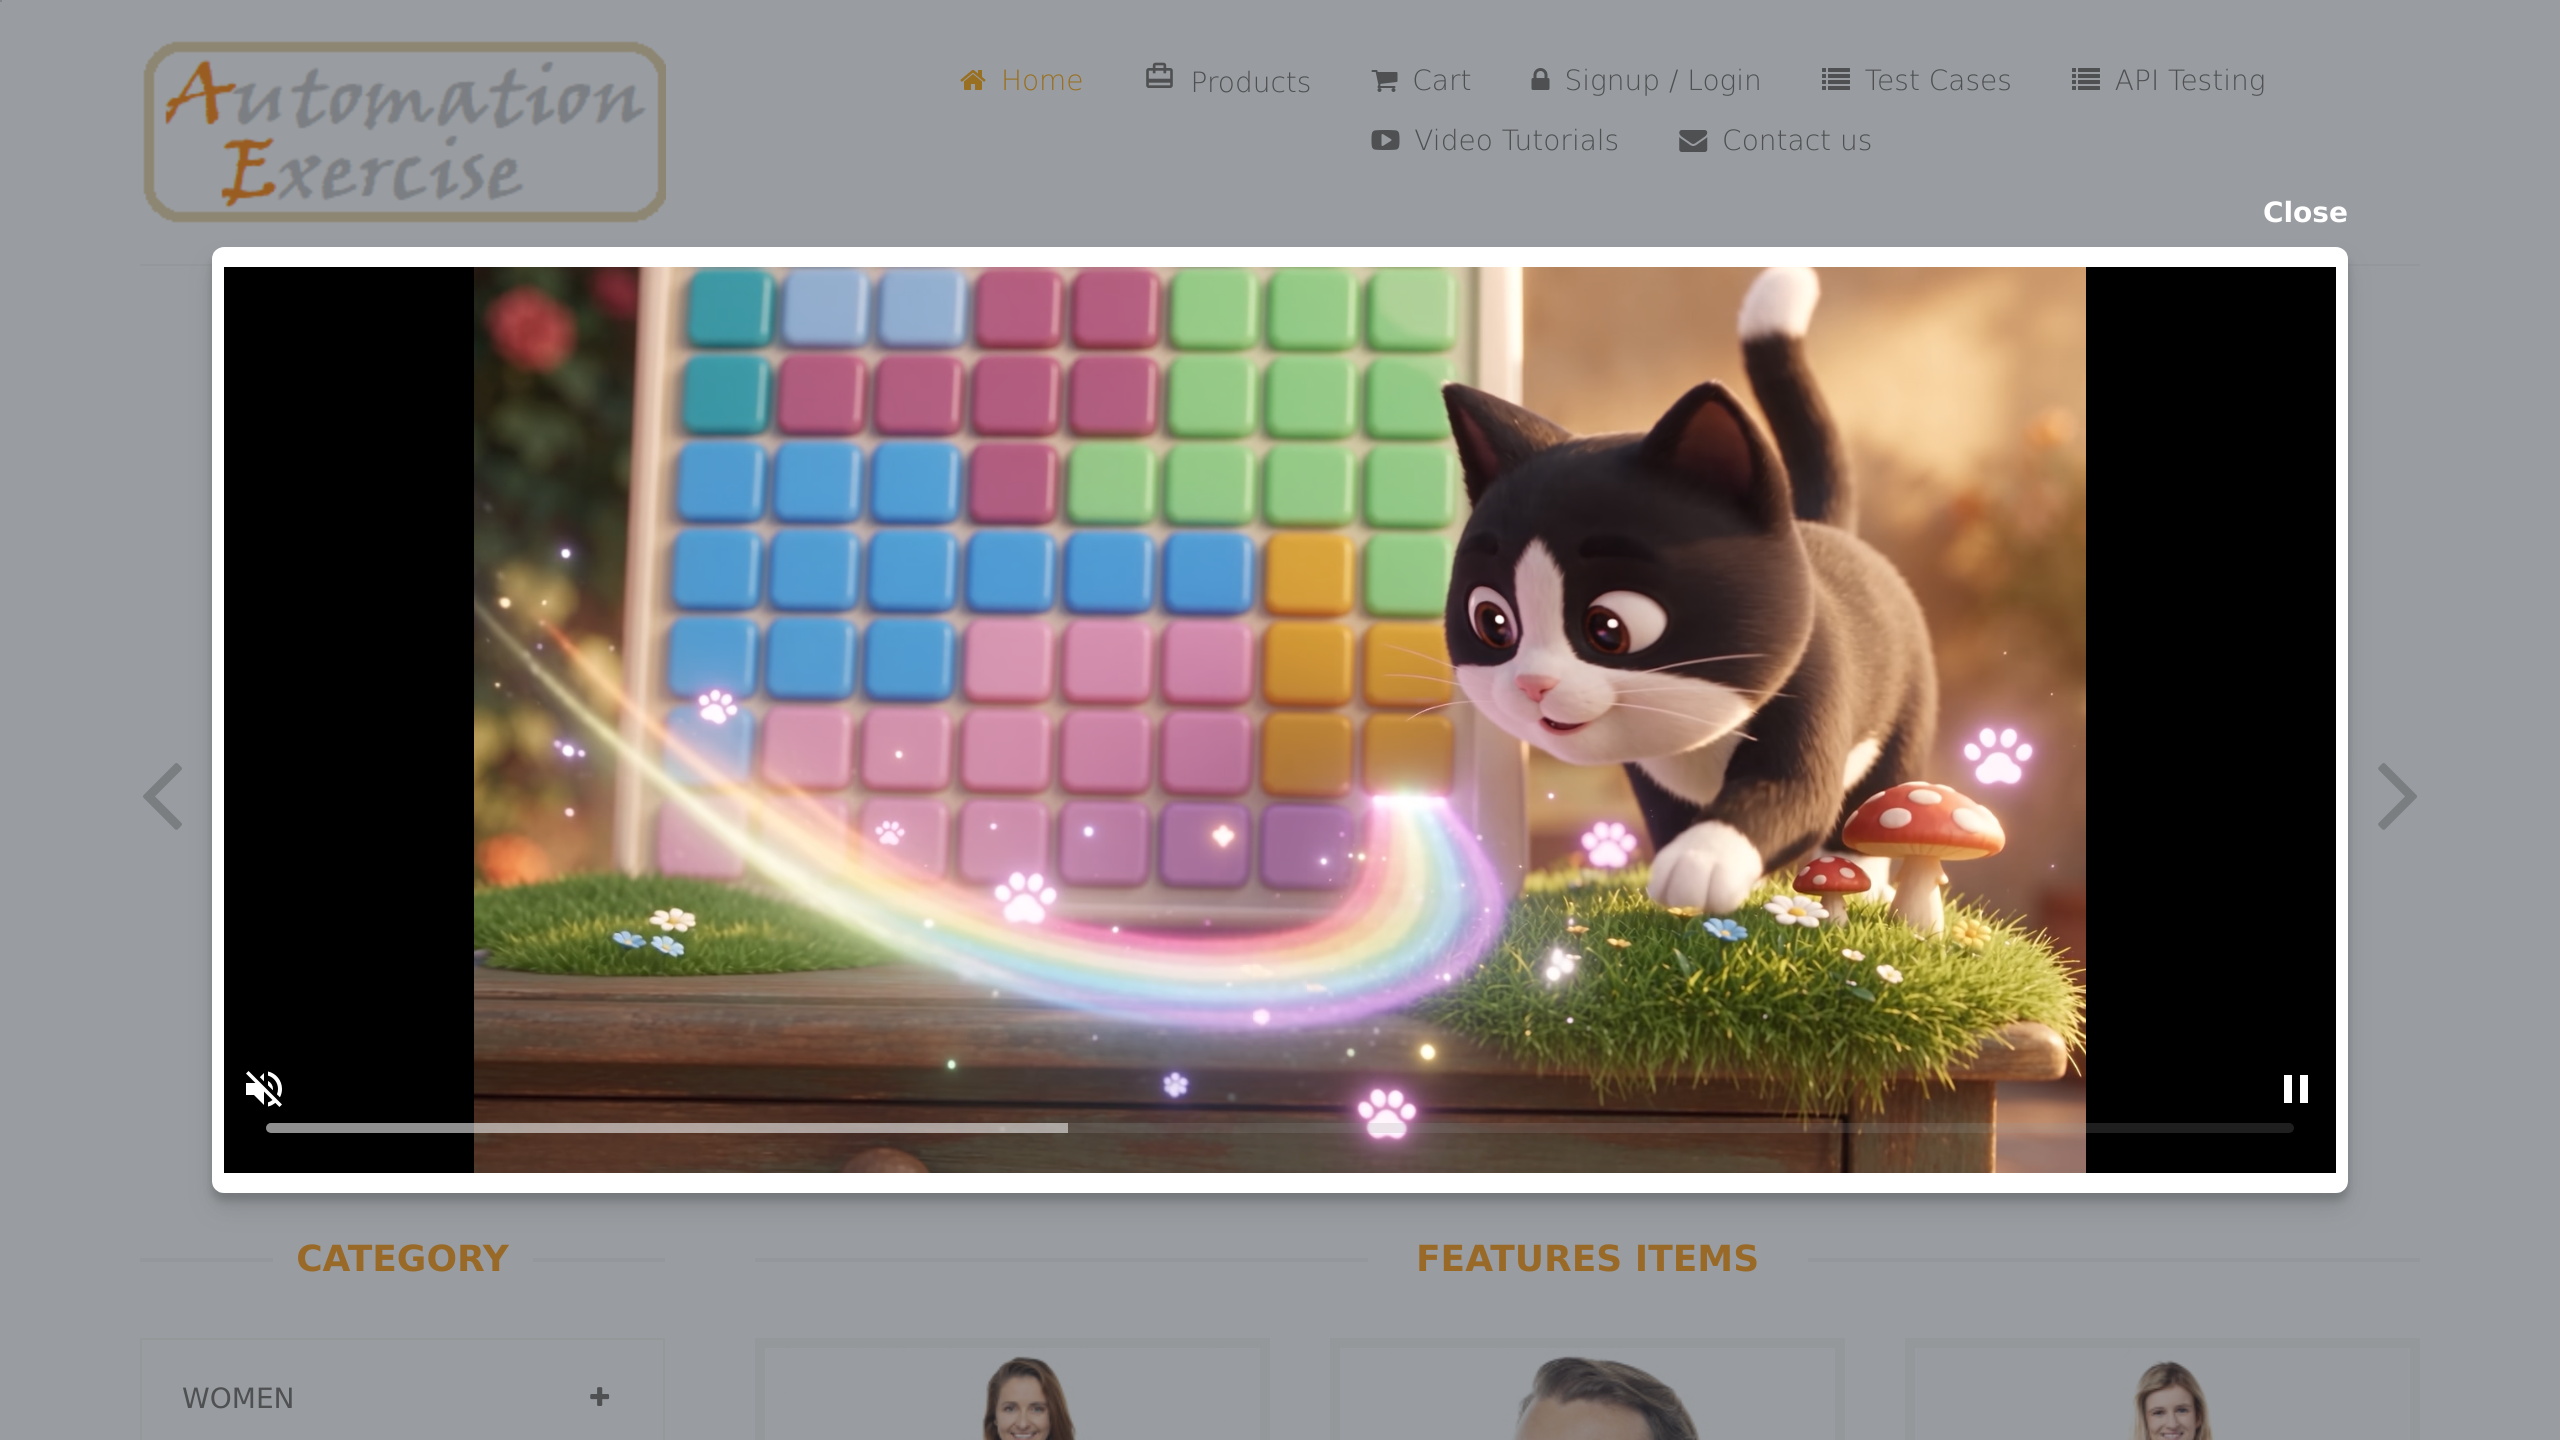 Automation
Exercise
Home
Products
Cart
Signup / Login
Test Cases
API Testing
Video Tutorials
Contact us
Close
CATEGORY
FEATURES ITEMS
WOMEN